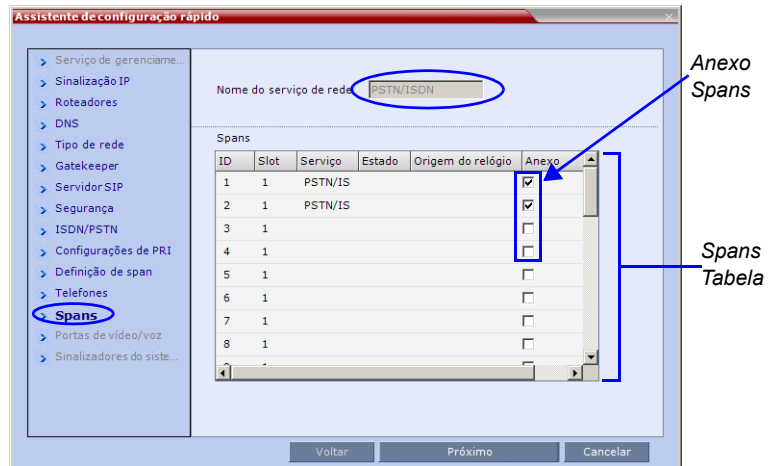 Assistente de configuração rápido
Serviço de gerenciame...
Sinalização IP
Roteadores
DNS
Tipo de rede
Gatekeeper
Servidor SIP
Segurança
ISDN/PSTN
Configurações de PRI
Definição de span
Telefones
Spans
Portas de vídeo/voz
Sinalizadores do siste...
Nome do serviço de rede PSTN/ISDN
Spans
ID Slot Serviço Estado Origem do relógio Anexo
1 1 PSTN/IS
2 1 PSTN/IS
3 1
4 1
5 1
6 1
7 1
8 1
Voltar Próximo Cancelar
Anexo
Spans
Spans
Tabela